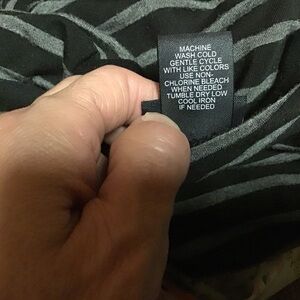 MACHINE
WASH COLD
GENTLE CYCLE
WITH LIKE COLORS
USE NON-
CHLORINE BLEACH
WHEN NEEDED
TUMBLE DRY LOW
COOL IRON
IF NEEDED